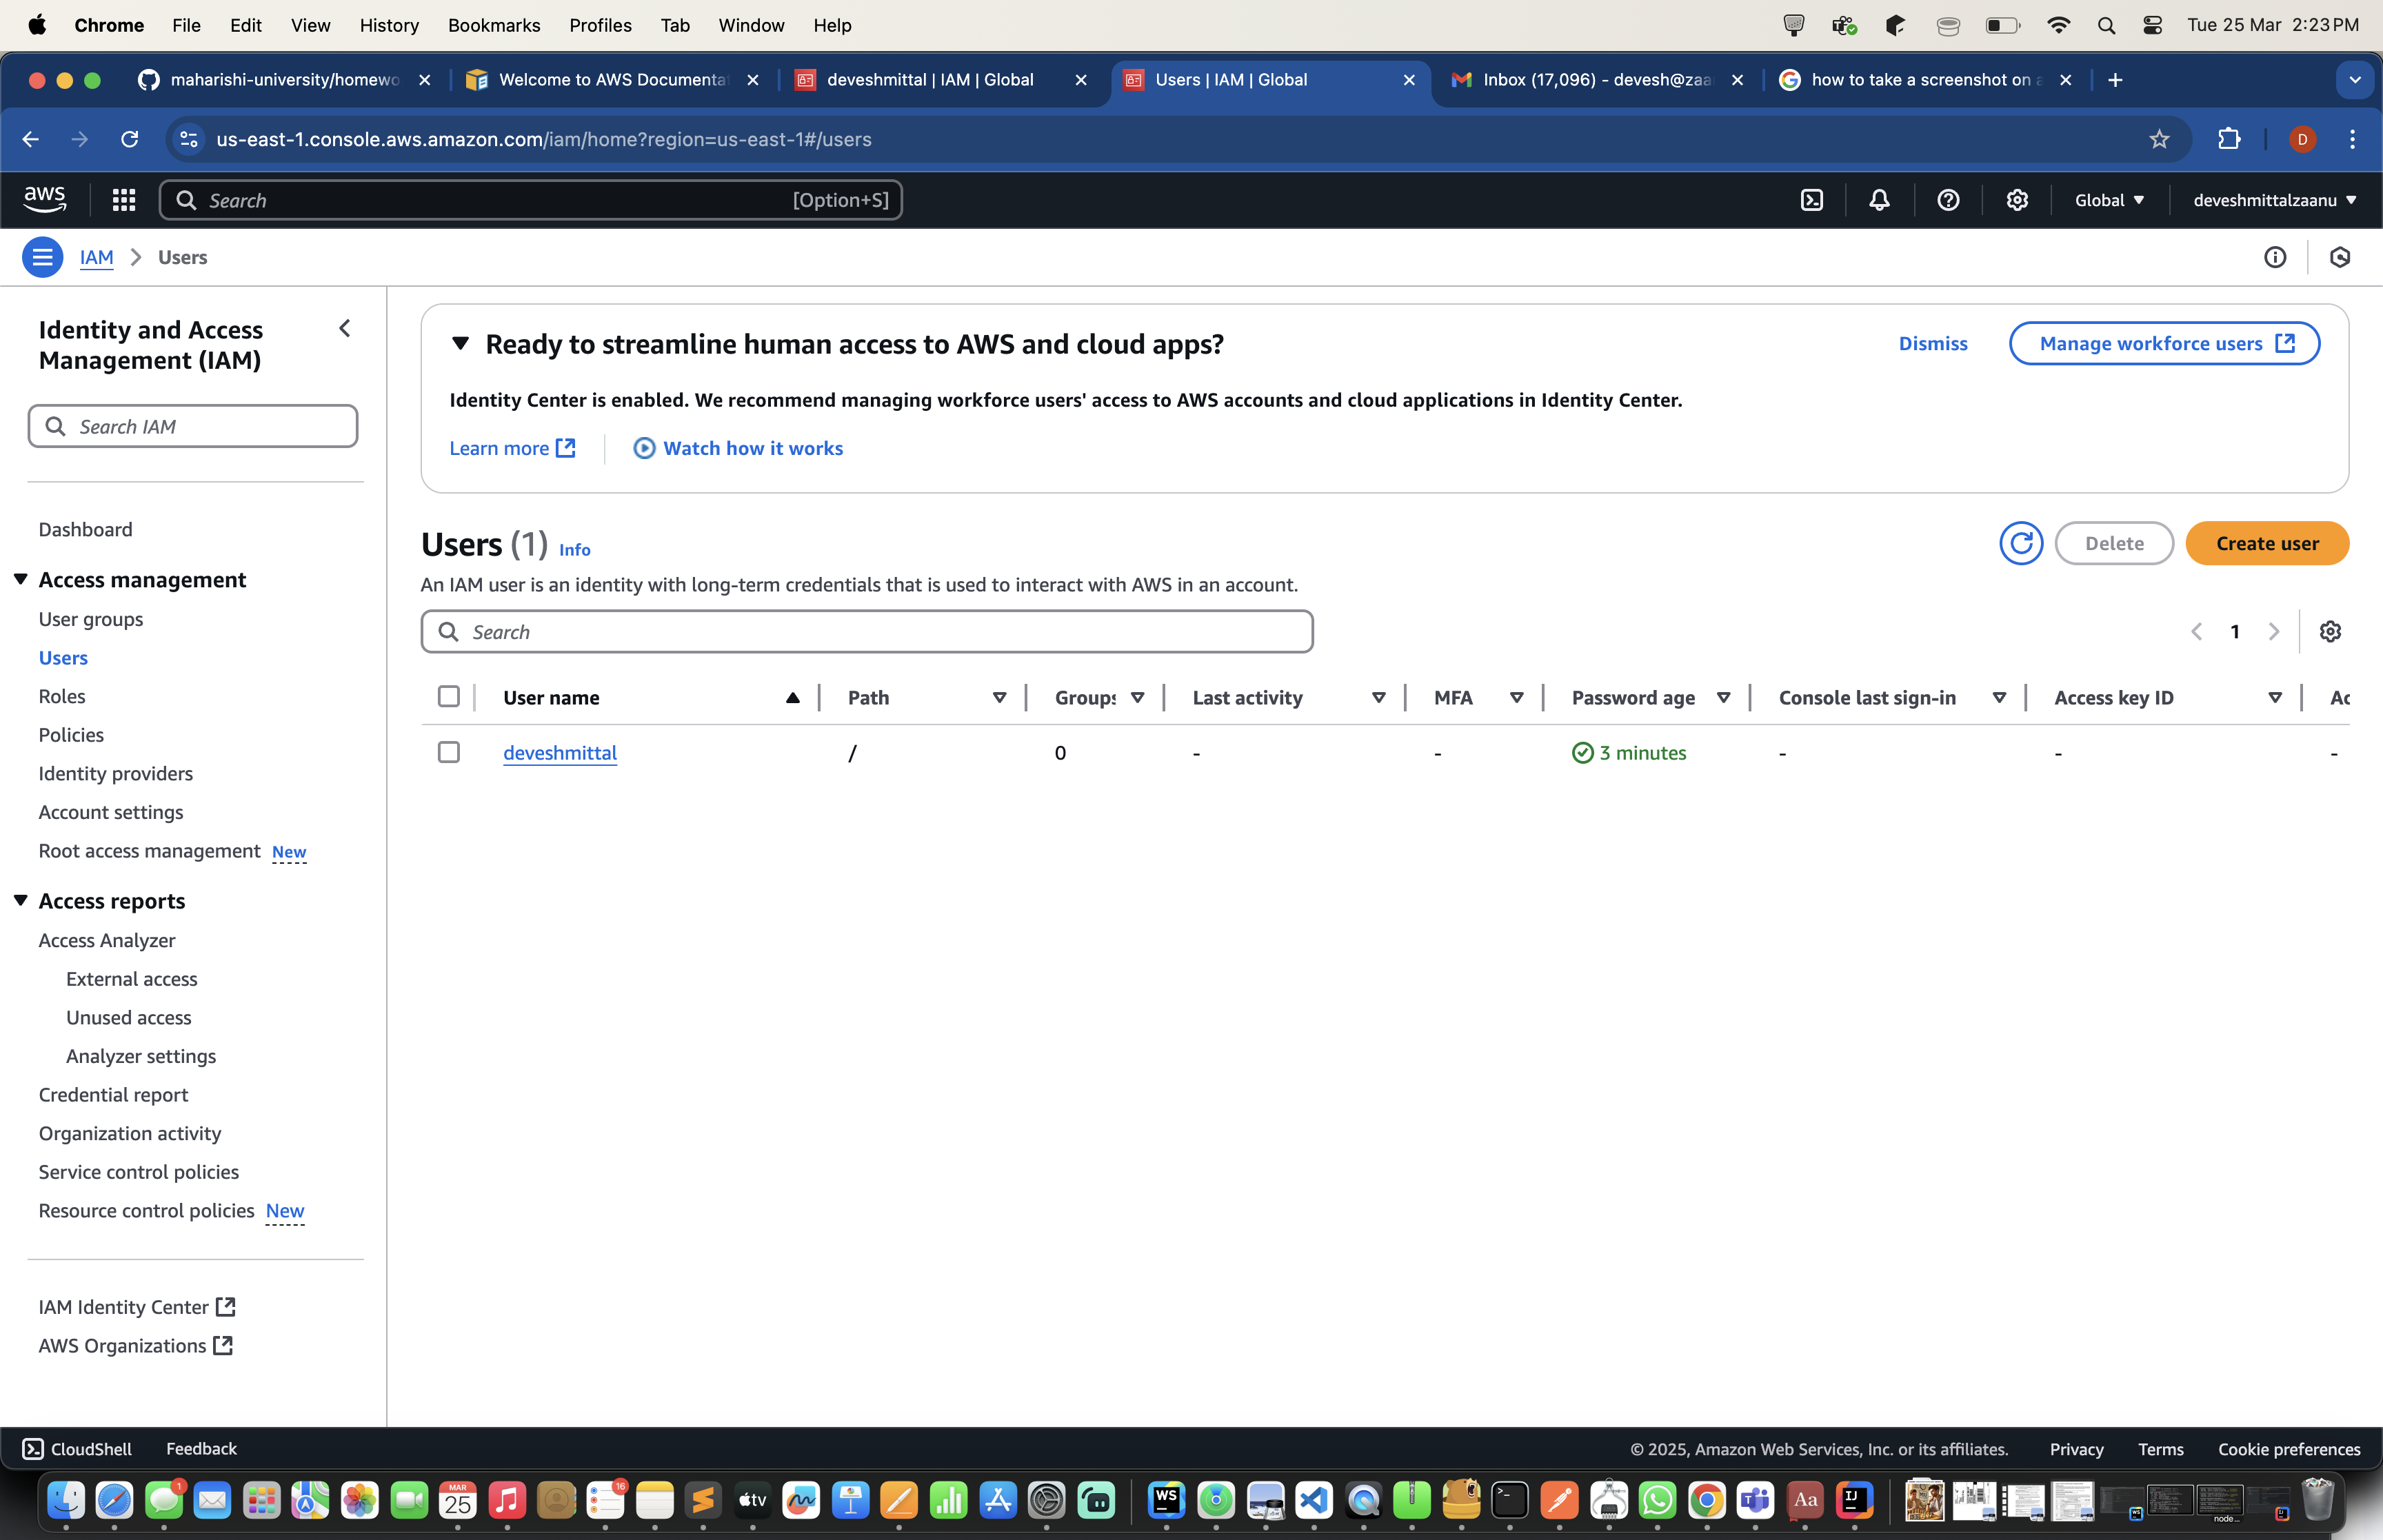 Chrome File Edit View History Bookmarks Profiles Tab Window Help Tue 25 Mar 2:23 PM
maharishi-university/homewo Welcome to AWS Documenta deveshmittal | IAM | Global Users | IAM | Global Inbox (17,096) - devesh@zaa how to take a screenshot on a
us-east-1.console.aws.amazon.com/iam/home?region=us-east-1#/users D
aws Search [Option+S] Global deveshmittalzaanu
IAM Users
Identity and Access
Management (IAM)
Search IAM
Dashboard
Access management
User groups
Users
Roles
Policies
Identity providers
Account settings
Root access management New
Access reports
Access Analyzer
External access
Unused access
Analyzer settings
Credential report
Organization activity
Service control policies
Resource control policies New
IAM Identity Center
AWS Organizations
Ready to streamline human access to AWS and cloud apps? Dismiss Manage workforce users
Identity Center is enabled. We recommend managing workforce users' access to AWS accounts and cloud applications in Identity Center.
Learn more Watch how it works
Users (1) Info Delete Create user
An IAM user is an identity with long-term credentials that is used to interact with AWS in an account.
Search 1
User name Path Groups Last activity MFA Password age Console last sign-in Access key ID Ac
deveshmittal / 0 - - 3 minutes - - -
CloudShell Feedback © 2025, Amazon Web Services, Inc. or its affiliates. Privacy Terms Cookie preferences
1 MAR 25 16 tv WS Aa IJ node...